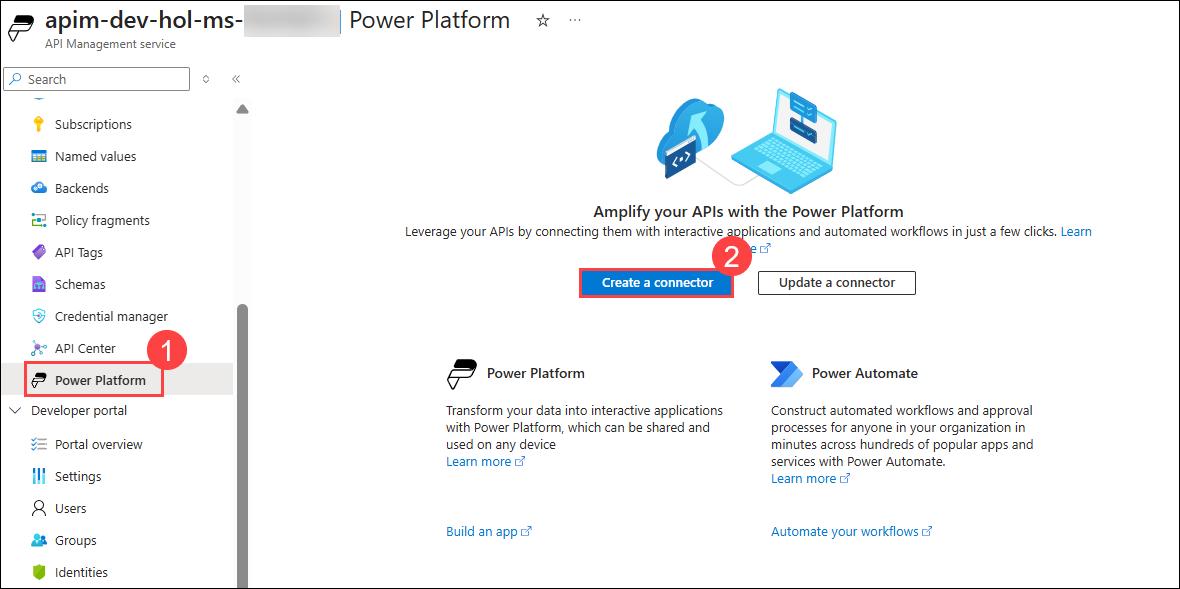 apim-dev-hol-ms- Power Platform
API Management service
Search
Subscriptions
Named values
Backends
Policy fragments
API Tags
Schemas
Credential manager
API Center
1
Power Platform
Developer portal
Portal overview
Settings
Users
Groups
Identities
Amplify your APIs with the Power Platform
Leverage your APIs by connecting them with interactive applications and automated workflows in just a few clicks. Learn
2
Create a connector
Update a connector
Power Platform
Transform your data into interactive applications
with Power Platform, which can be shared and
used on any device
Learn more
Build an app
Power Automate
Construct automated workflows and approval
processes for anyone in your organization in
minutes across hundreds of popular apps and
services with Power Automate.
Learn more
Automate your workflows